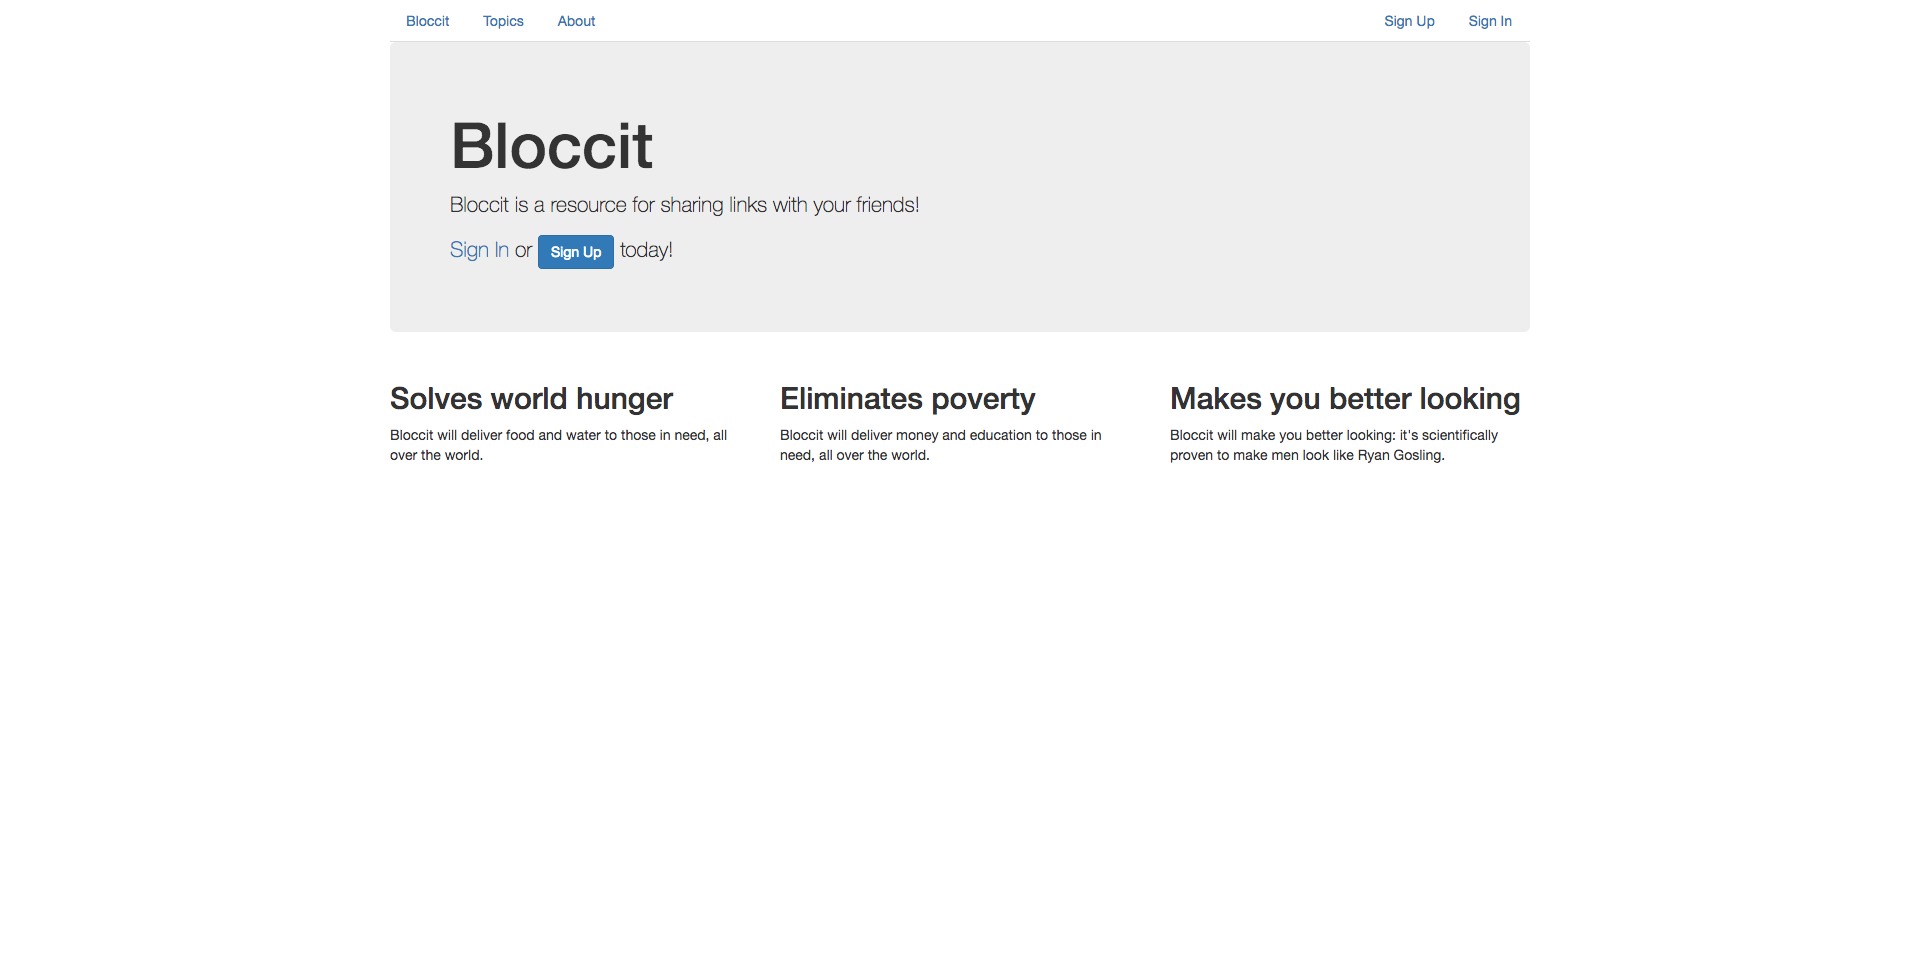 Bloccit Topics About Sign Up Sign In
Bloccit
Bloccit is a resource for sharing links with your friends!
Sign In or Sign Up today!
Solves world hunger
Bloccit will deliver food and water to those in need, all
over the world.
Eliminates poverty
Bloccit will deliver money and education to those in
need, all over the world.
Makes you better looking
Bloccit will make you better looking: it's scientifically
proven to make men look like Ryan Gosling.